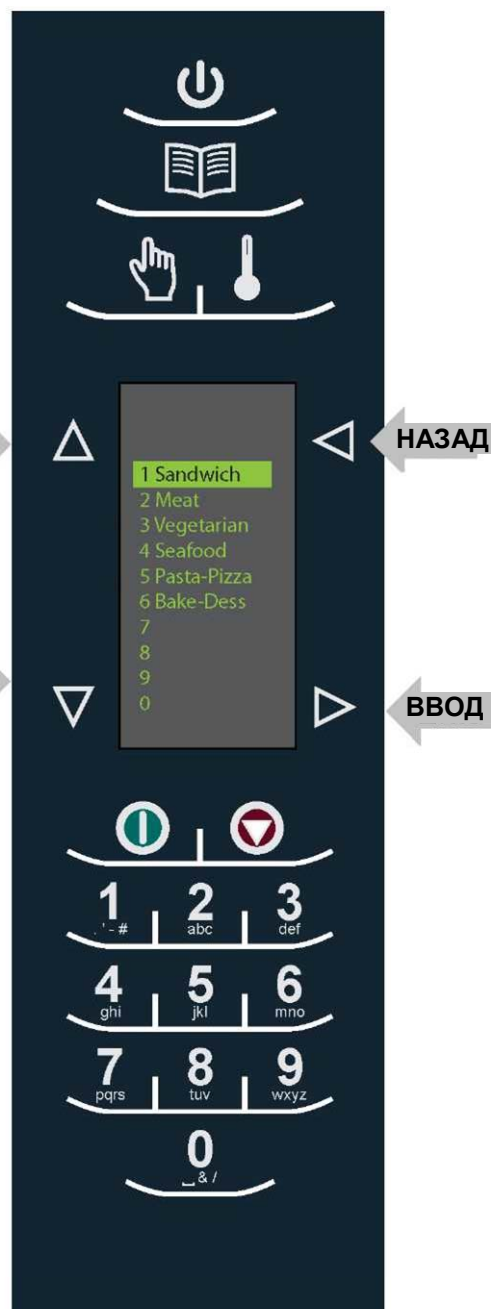 НАЗАД
1 Sandwich
2 Meat
3 Vegetarian
4 Seafood
5 Pasta-Pizza
6 Bake-Dess
7
8
9
0
ВВОД
1 2 3
. ' - # abc def
4 5 6
ghi jkl mno
7 8 9
pqrs tuv wxyz
0
⎵ & /